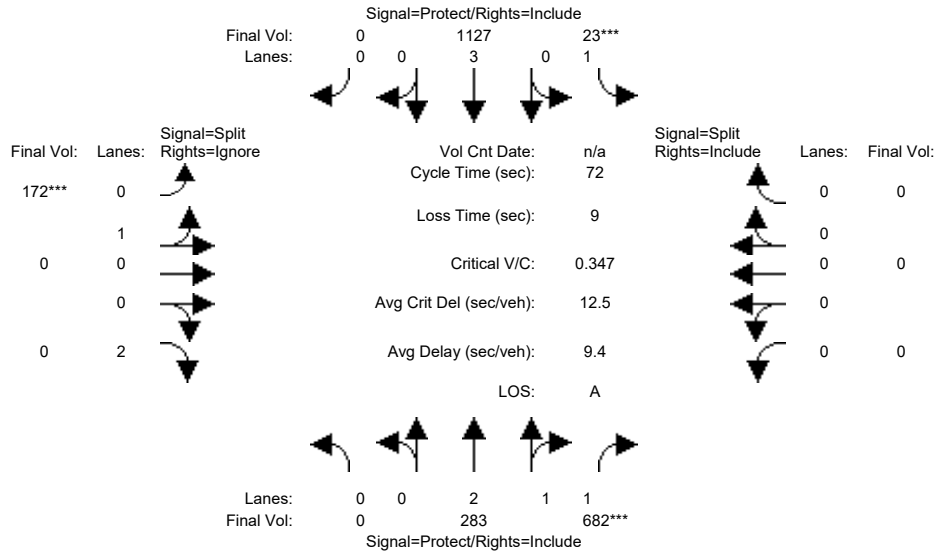 Signal=Protect/Rights=Include
Final Vol: 0 1127 23***
Lanes: 0 0 3 0 1
Signal=Split Signal=Split
Final Vol: Lanes: Rights=Ignore Vol Cnt Date: n/a Rights=Include Lanes: Final Vol:
Cycle Time (sec): 72
172*** 0 0 0
Loss Time (sec): 9
1 0
0 0 Critical V/C: 0.347 0 0
0 Avg Crit Del (sec/veh): 12.5 0
0 2 Avg Delay (sec/veh): 9.4 0 0
LOS: A
Lanes: 0 0 2 1 1
Final Vol: 0 283 682***
Signal=Protect/Rights=Include